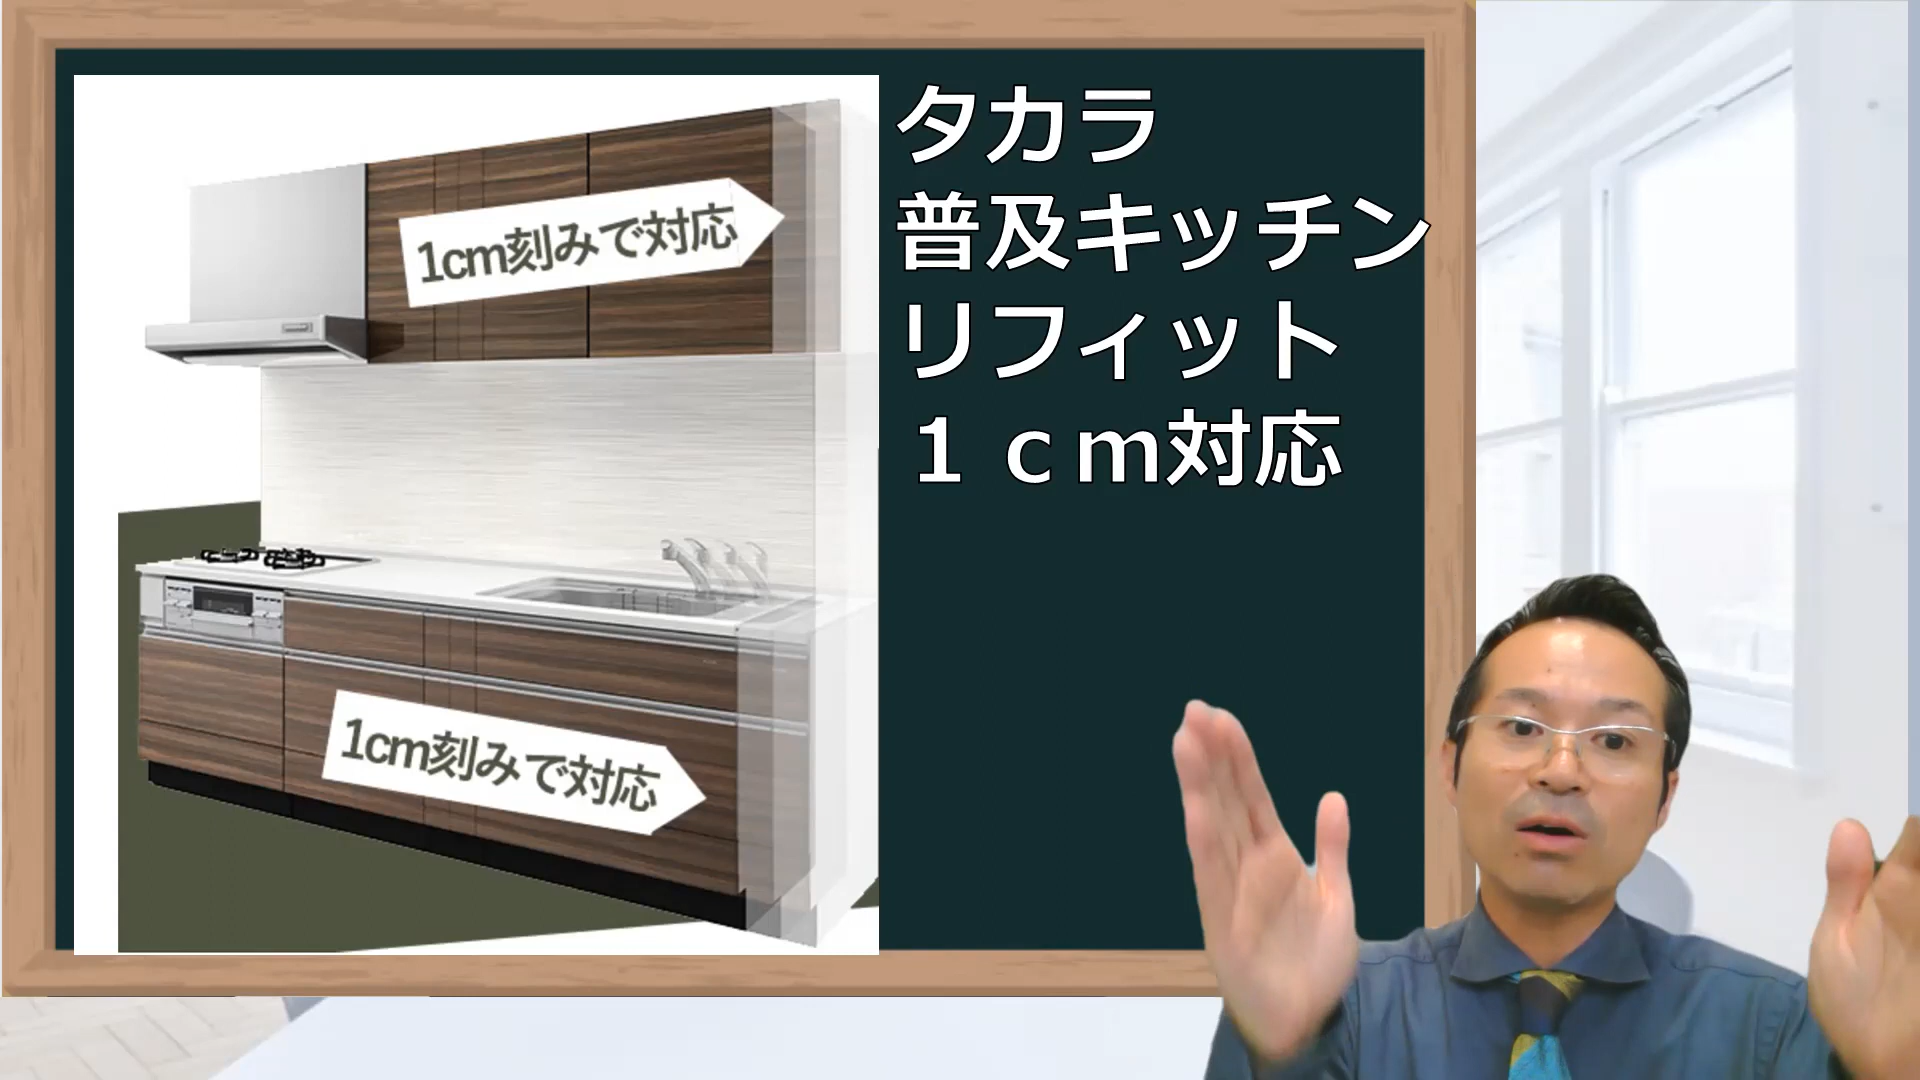 1cm刻みで対応
1cm刻みで対応
タカラ
普及キッチン
リフィット
１ｃｍ対応